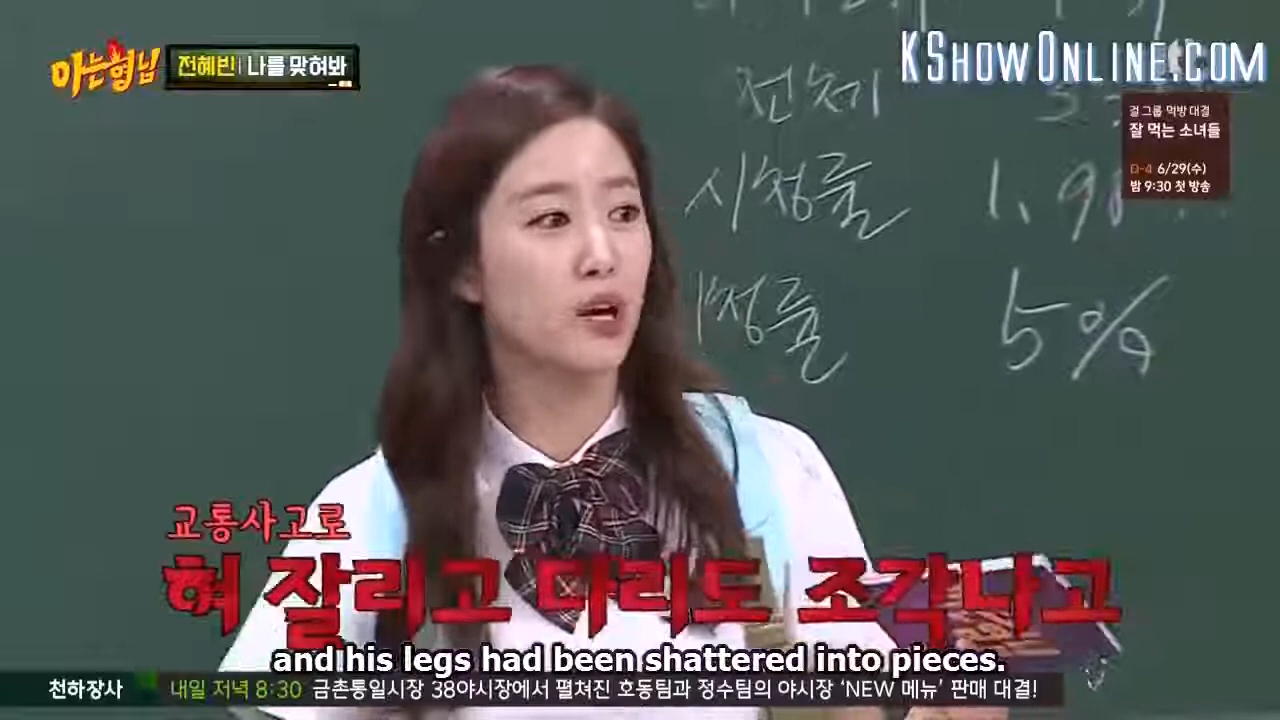 아는형님
전혜빈 나를 맞혀봐
KSHOWONLINE.COM
걸 그룹 먹방 대결
잘 먹는 소녀들
D-4 6/29(수)
밤 9:30 첫 방송
시청률
5%
교통사고로
혀 잘리고 다리도 조각나고
and his legs had been shattered into pieces.
천하장사 내일 저녁 8:30 금촌통일시장 38야시장에서 펼쳐진 호동팀과 정수팀의 야시장 ‘NEW 메뉴’ 판매 대결!